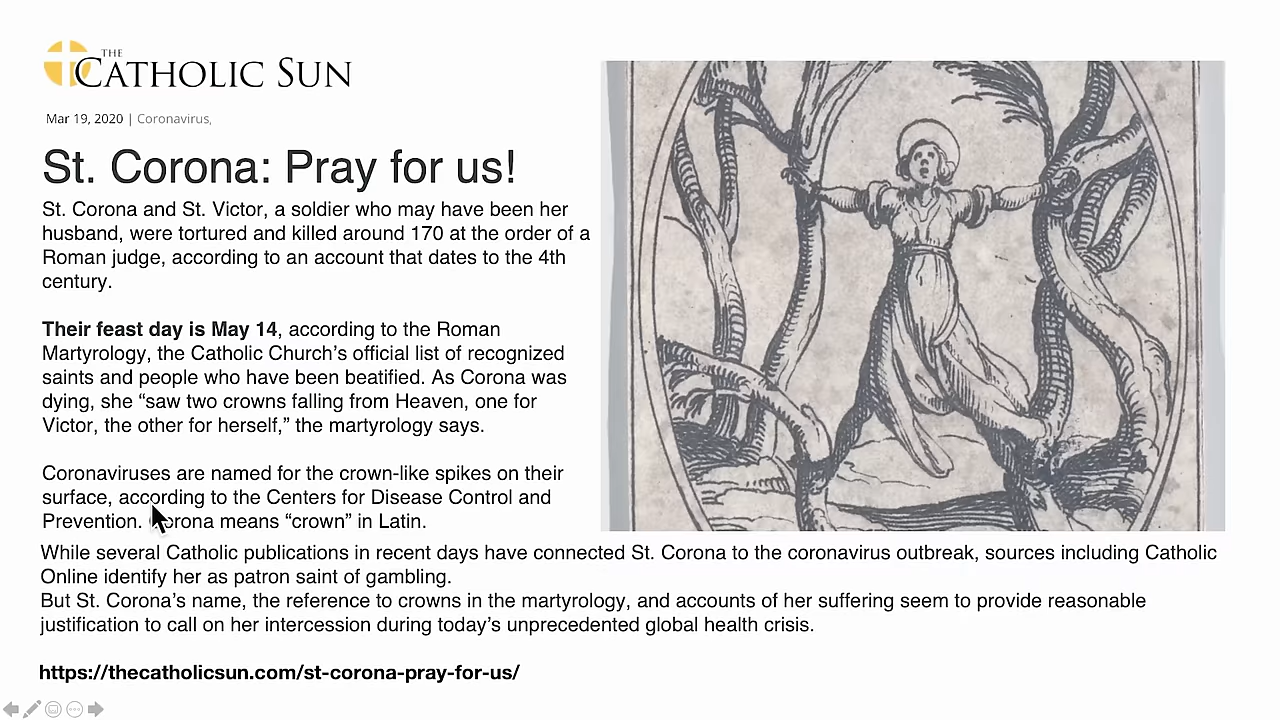 THE
CATHOLIC SUN
Mar 19, 2020 | Coronavirus,
St. Corona: Pray for us!
St. Corona and St. Victor, a soldier who may have been her
husband, were tortured and killed around 170 at the order of a
Roman judge, according to an account that dates to the 4th
century.
Their feast day is May 14, according to the Roman
Martyrology, the Catholic Church’s official list of recognized
saints and people who have been beatified. As Corona was
dying, she “saw two crowns falling from Heaven, one for
Victor, the other for herself,” the martyrology says.
Coronaviruses are named for the crown-like spikes on their
surface, according to the Centers for Disease Control and
Prevention. Corona means “crown” in Latin.
While several Catholic publications in recent days have connected St. Corona to the coronavirus outbreak, sources including Catholic
Online identify her as patron saint of gambling.
But St. Corona’s name, the reference to crowns in the martyrology, and accounts of her suffering seem to provide reasonable
justification to call on her intercession during today’s unprecedented global health crisis.
https://thecatholicsun.com/st-corona-pray-for-us/